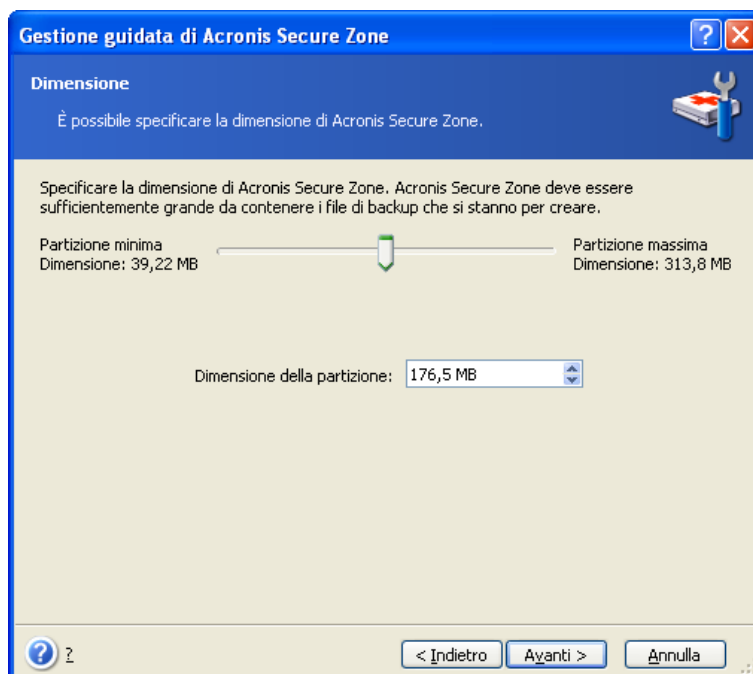 Gestione guidata di Acronis Secure Zone
Dimensione
È possibile specificare la dimensione di Acronis Secure Zone.
Specificare la dimensione di Acronis Secure Zone. Acronis Secure Zone deve essere
sufficientemente grande da contenere i file di backup che si stanno per creare.
Partizione minima
Dimensione: 39,22 MB
Partizione massima
Dimensione: 313,8 MB
Dimensione della partizione: 176,5 MB
? ?
< Indietro Avanti > Annulla